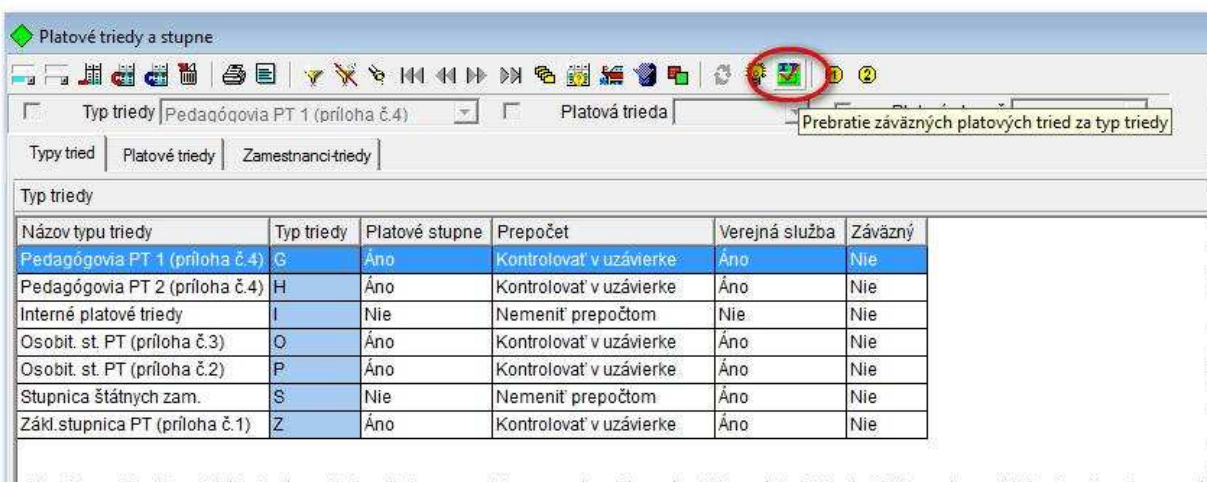 Platové triedy a stupne
Typ triedy Pedagógovia PT 1 (príloha č.4) Platová trieda
Prebratie záväzných platových tried za typ triedy
Typy tried Platové triedy Zamestnanci-triedy
Typ triedy
Názov typu triedy Typ triedy Platové stupne Prepočet Verejná služba Záväzný
Pedagógovia PT 1 (príloha č.4) G Áno Kontrolovať v uzávierke Áno Nie
Pedagógovia PT 2 (príloha č.4) H Áno Kontrolovať v uzávierke Áno Nie
Interné platové triedy I Nie Nemeniť prepočtom Nie Nie
Osobit. st. PT (príloha č.3) O Áno Kontrolovať v uzávierke Áno Nie
Osobit. st. PT (príloha č.2) P Áno Kontrolovať v uzávierke Áno Nie
Stupnica štátnych zam. S Nie Nemeniť prepočtom Áno Nie
Zákl.stupnica PT (príloha č.1) Z Áno Kontrolovať v uzávierke Áno Nie